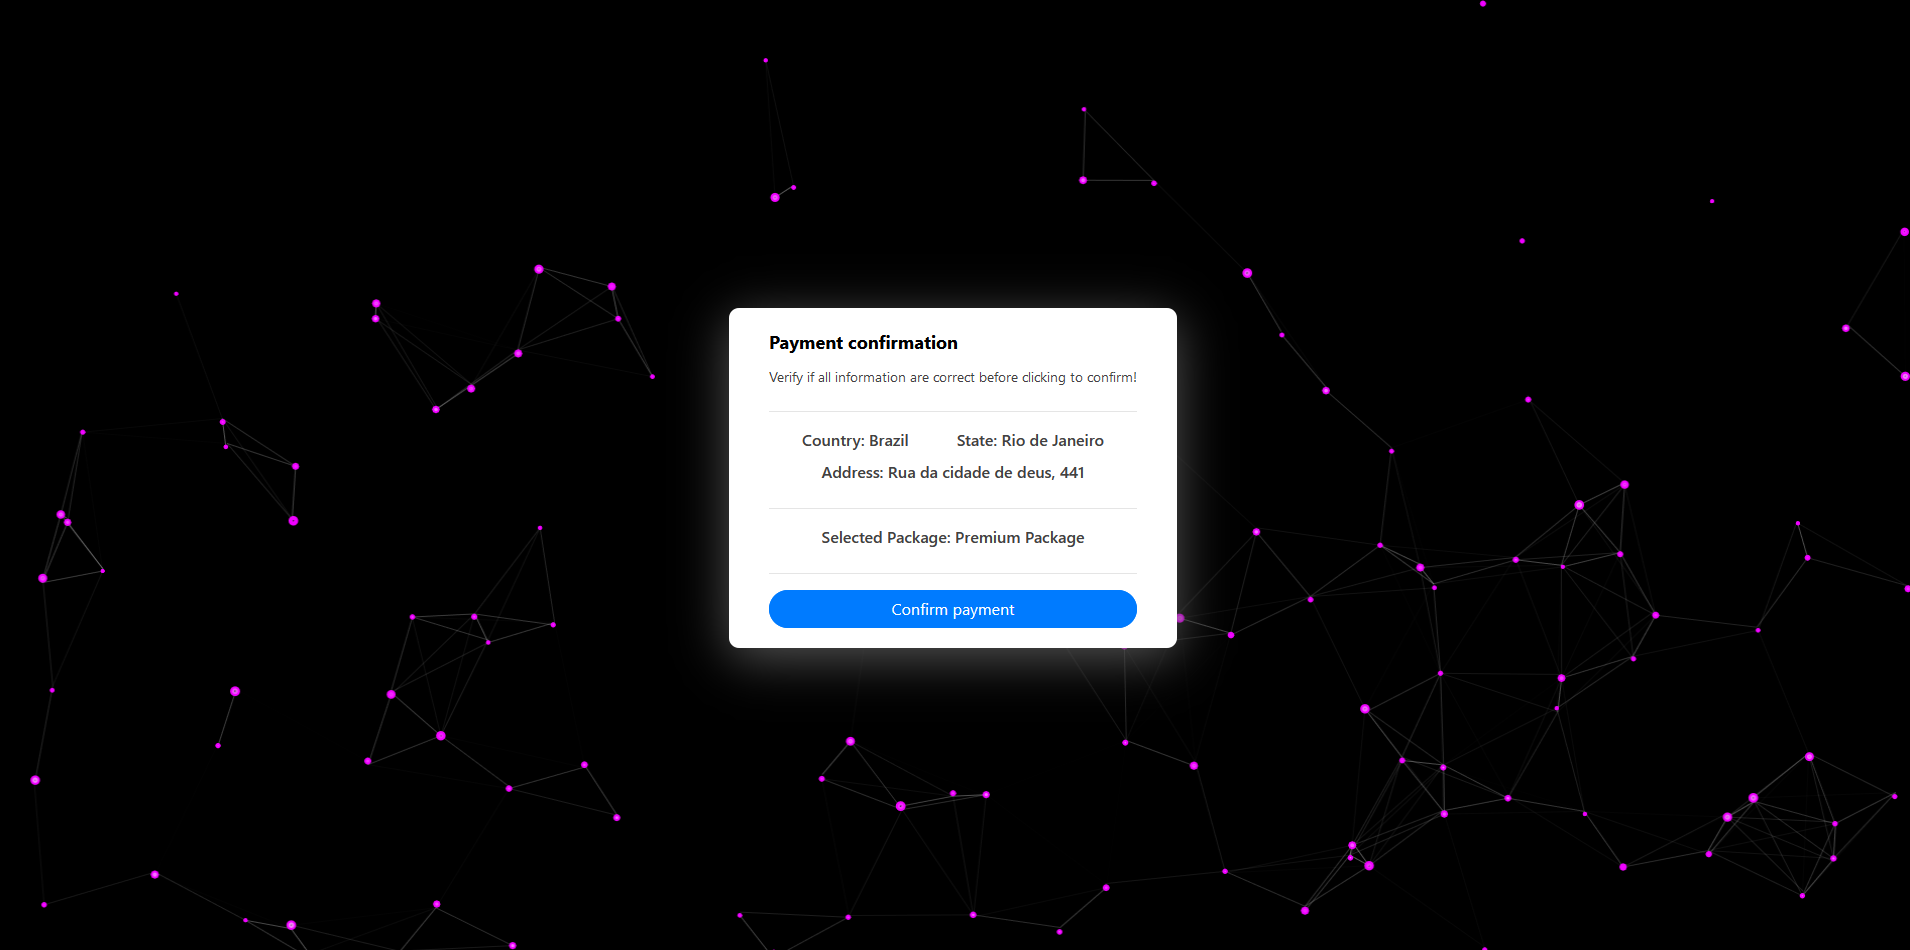 Payment confirmation
Verify if all information are correct before clicking to confirm!
Country: Brazil State: Rio de Janeiro
Address: Rua da cidade de deus, 441
Selected Package: Premium Package
Confirm payment